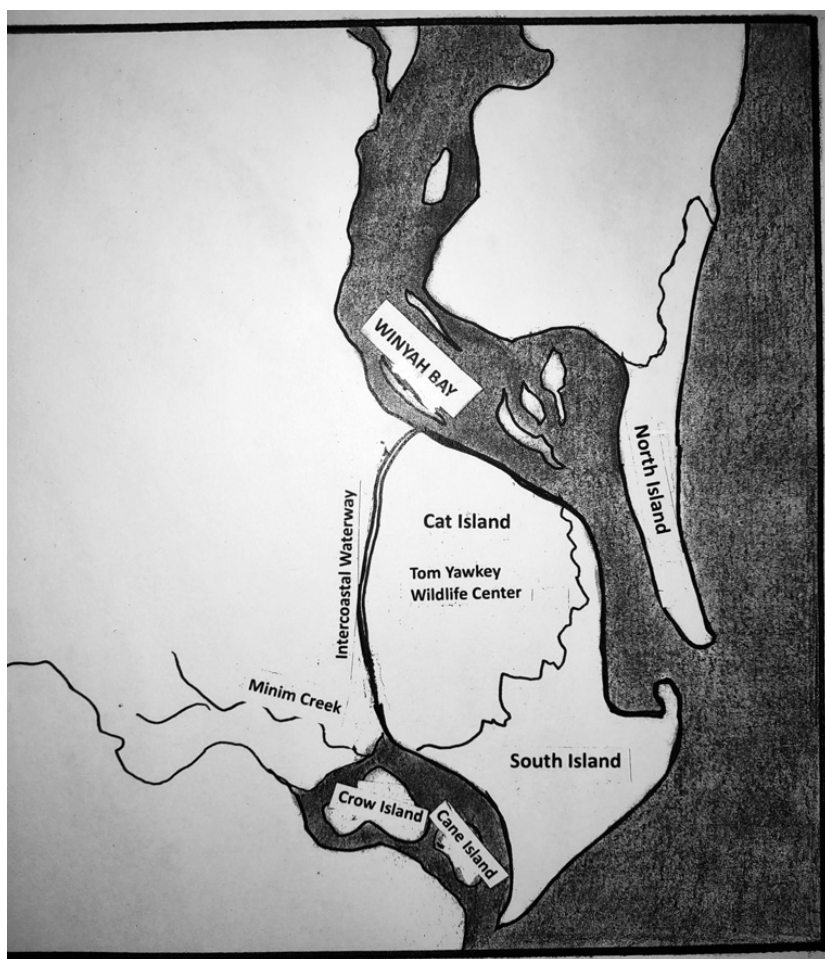 WINYAH BAY
North Island
Cat Island
Intercoastal Waterway
Tom Yawkey
Wildlife Center
Minim Creek
South Island
Crow Island
Cane Island